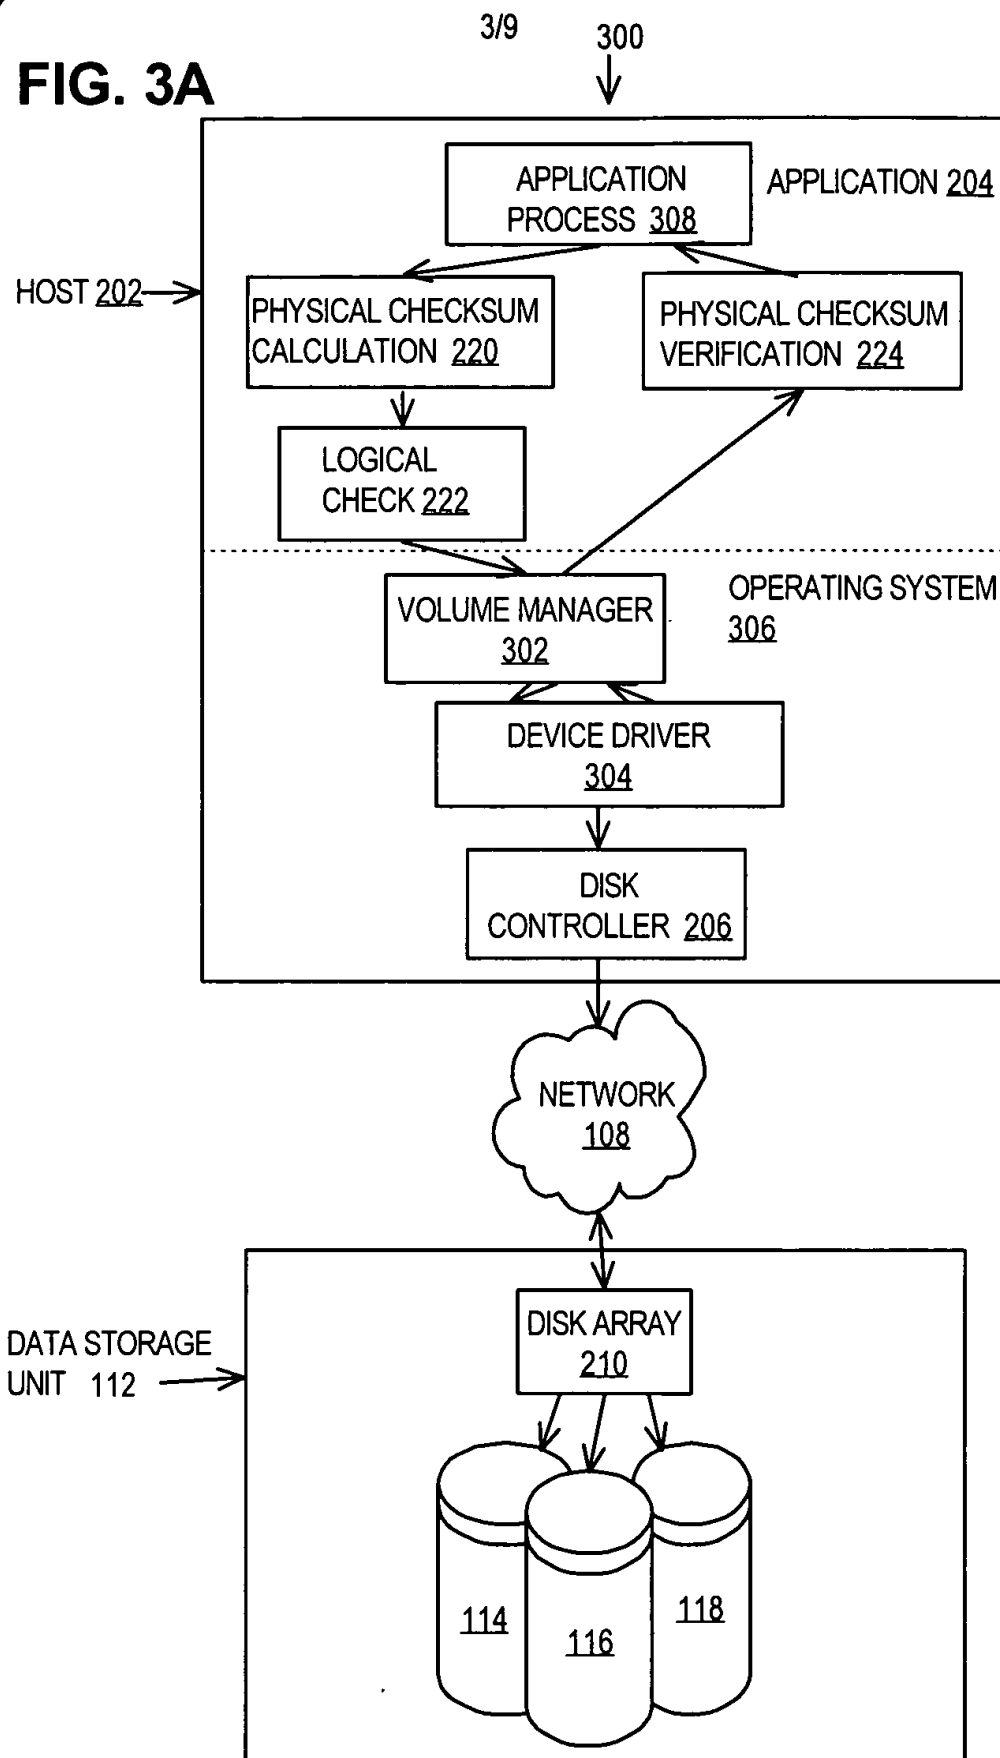 3/9
300
FIG. 3A
APPLICATION
PROCESS 308
APPLICATION 204
HOST 202
PHYSICAL CHECKSUM
CALCULATION 220
PHYSICAL CHECKSUM
VERIFICATION 224
LOGICAL
CHECK 222
VOLUME MANAGER
302
OPERATING SYSTEM
306
DEVICE DRIVER
304
DISK
CONTROLLER 206
NETWORK
108
DISK ARRAY
210
DATA STORAGE
UNIT 112
114
116
118